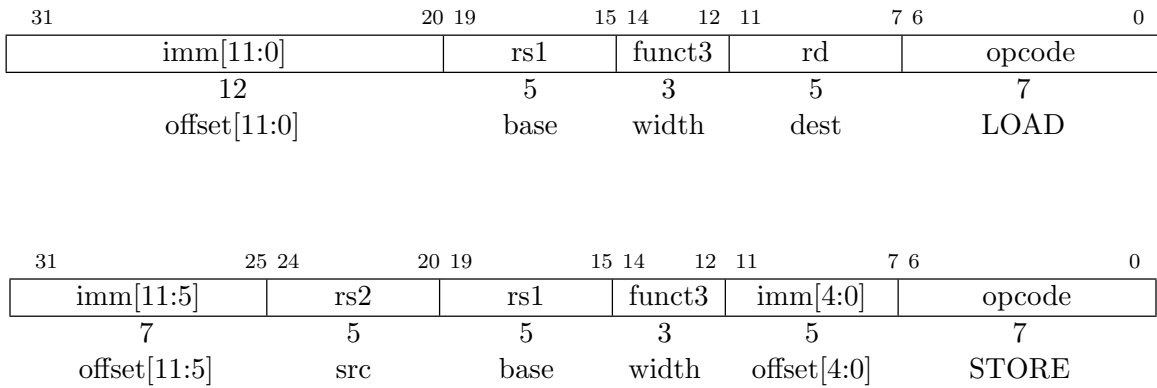 31 20 19 15 14 12 11 7 6 0
imm[11:0] rs1 funct3 rd opcode
12 5 3 5 7
offset[11:0] base width dest LOAD
31 25 24 20 19 15 14 12 11 7 6 0
imm[11:5] rs2 rs1 funct3 imm[4:0] opcode
7 5 5 3 5 7
offset[11:5] src base width offset[4:0] STORE